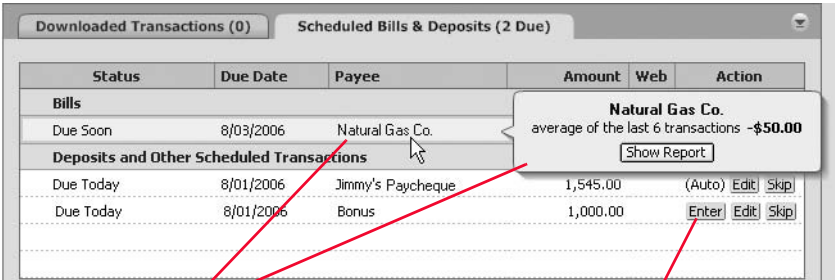 Downloaded Transactions (0) Scheduled Bills & Deposits (2 Due)
Status Due Date Payee Amount Web Action
Bills
Due Soon 8/03/2006 Natural Gas Co.
Natural Gas Co.
average of the last 6 transactions -$50.00
Show Report
Deposits and Other Scheduled Transactions
Due Today 8/01/2006 Jimmy's Paycheque 1,545.00 (Auto) Edit Skip
Due Today 8/01/2006 Bonus 1,000.00 Enter Edit Skip